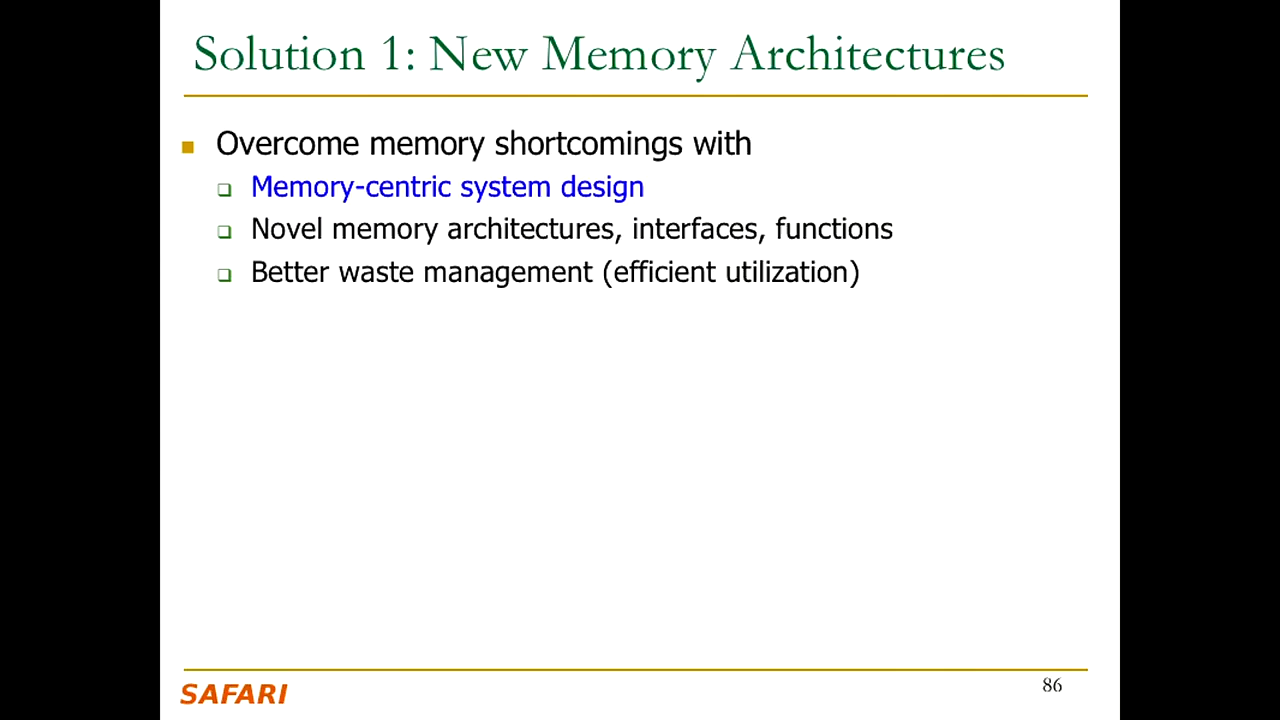 Solution 1: New Memory Architectures
Overcome memory shortcomings with
Memory-centric system design
Novel memory architectures, interfaces, functions
Better waste management (efficient utilization)
SAFARI
86